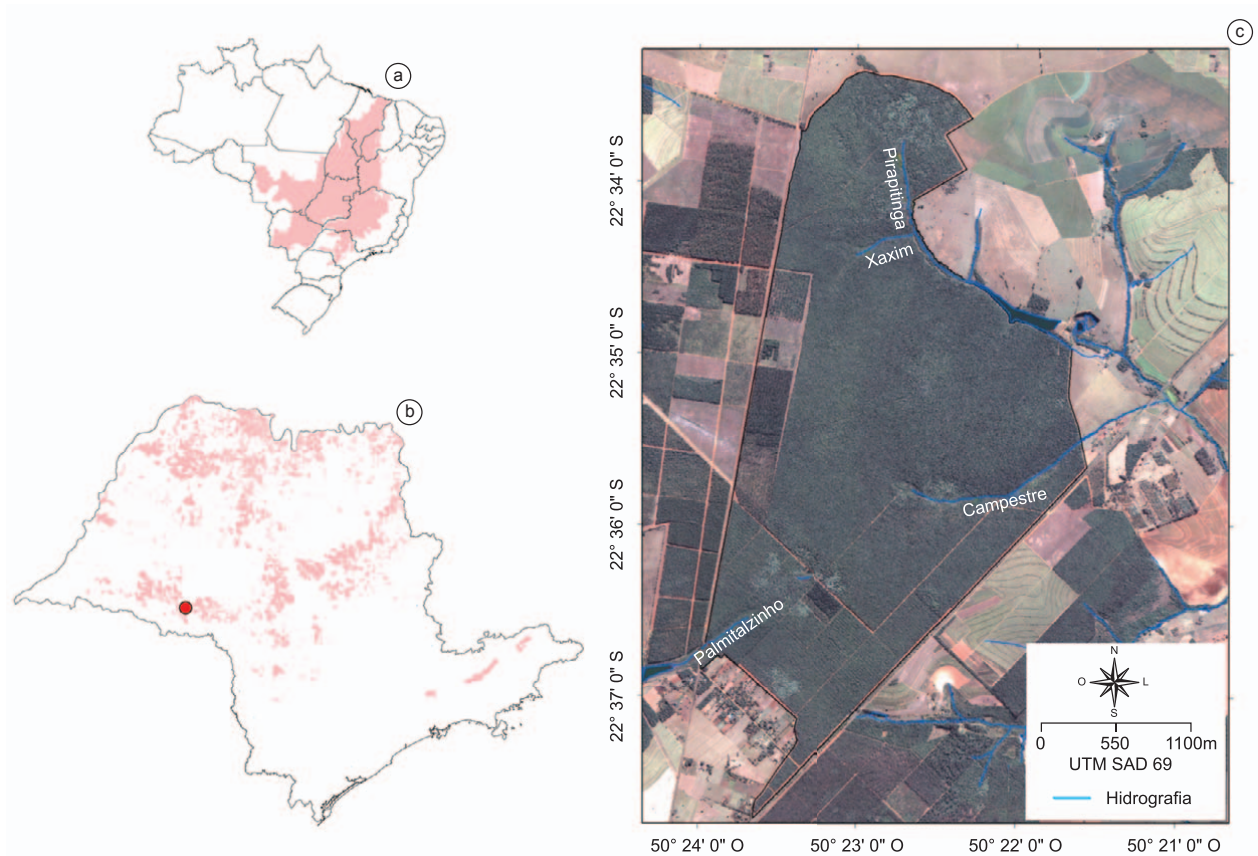 a
b
c
22° 34' 0" S
22° 35' 0" S
22° 36' 0" S
22° 37' 0" S
Pirapitinga
Xaxim
Campestre
Palmitalzinho
N
O
L
S
0 550 1100m
UTM SAD 69
Hidrografia
50° 24' 0" O 50° 23' 0" O 50° 22' 0" O 50° 21' 0" O